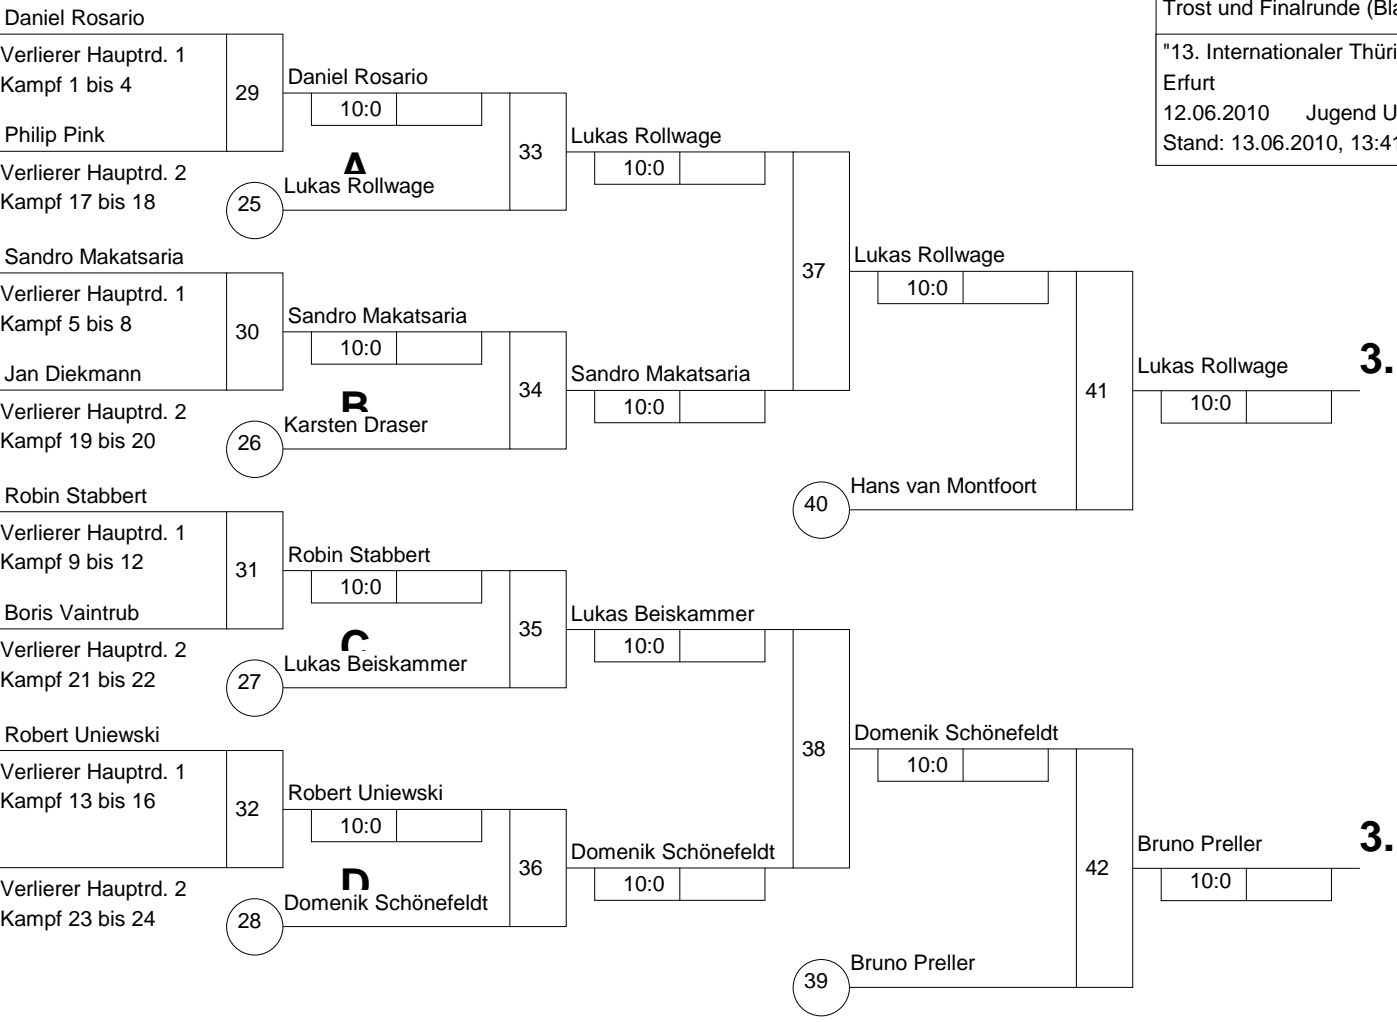 Daniel Rosario
Verlierer Hauptrd. 1
Kampf 1 bis 4
29
Philip Pink
Verlierer Hauptrd. 2
Kampf 17 bis 18
Daniel Rosario
10:0
A
25
Lukas Rollwage
33
Lukas Rollwage
10:0
Sandro Makatsaria
Verlierer Hauptrd. 1
Kampf 5 bis 8
30
Jan Diekmann
Verlierer Hauptrd. 2
Kampf 19 bis 20
Sandro Makatsaria
10:0
B
26
Karsten Draser
34
Sandro Makatsaria
10:0
37
Lukas Rollwage
10:0
40
Hans van Montfoort
41
Lukas Rollwage
10:0
3.
Robin Stabbert
Verlierer Hauptrd. 1
Kampf 9 bis 12
31
Boris Vaintrub
Verlierer Hauptrd. 2
Kampf 21 bis 22
Robin Stabbert
10:0
C
27
Lukas Beiskammer
35
Lukas Beiskammer
10:0
Robert Uniewski
Verlierer Hauptrd. 1
Kampf 13 bis 16
32
Verlierer Hauptrd. 2
Kampf 23 bis 24
Robert Uniewski
10:0
D
28
Domenik Schönefeldt
36
Domenik Schönefeldt
10:0
38
Domenik Schönefeldt
10:0
39
Bruno Preller
42
Bruno Preller
10:0
3.
Trost und Finalrunde (Bla
"13. Internationaler Thüri
Erfurt
12.06.2010 Jugend U
Stand: 13.06.2010, 13:41